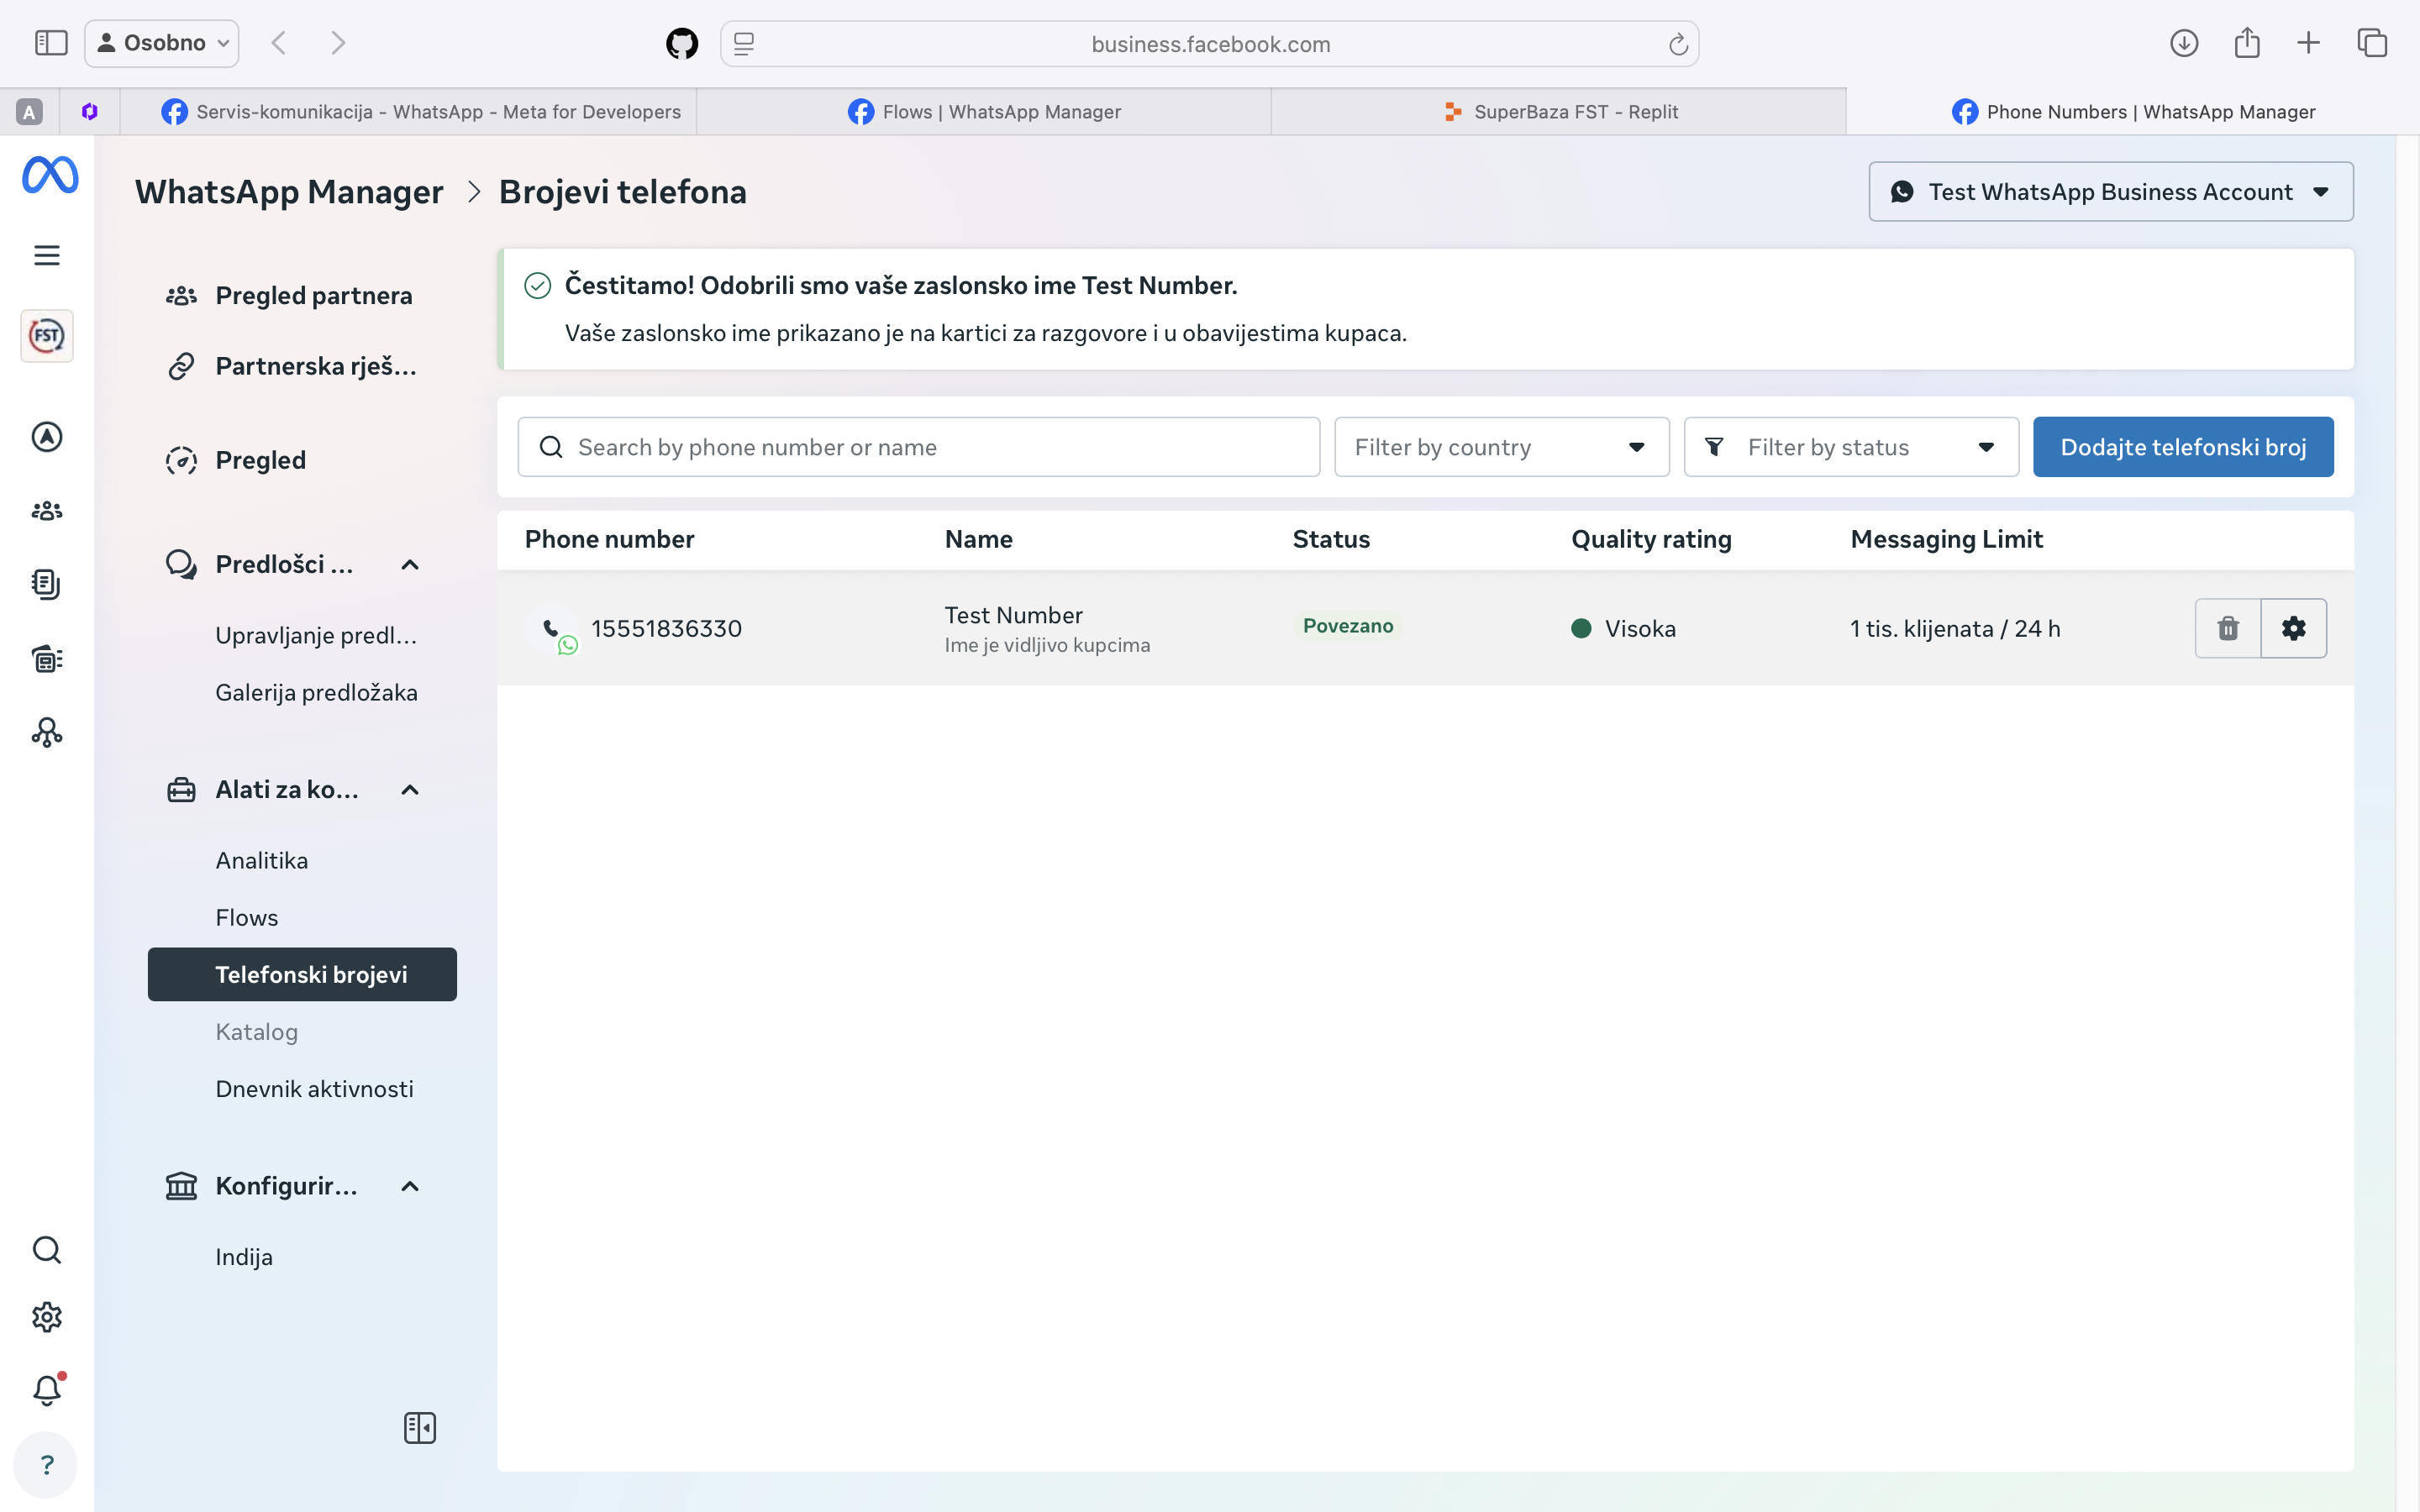 Osobno
business.facebook.com
A
Servis-komunikacija - WhatsApp - Meta for Developers
Flows | WhatsApp Manager
SuperBaza FST - Replit
Phone Numbers | WhatsApp Manager
WhatsApp Manager > Brojevi telefona
Test WhatsApp Business Account
FST
Pregled partnera
Partnerska rješ...
Pregled
Predlošci ...
Upravljanje predl...
Galerija predložaka
Alati za ko...
Analitika
Flows
Telefonski brojevi
Katalog
Dnevnik aktivnosti
Konfigurir...
Indija
?
Čestitamo! Odobrili smo vaše zaslonsko ime Test Number.
Vaše zaslonsko ime prikazano je na kartici za razgovore i u obavijestima kupaca.
Search by phone number or name
Filter by country
Filter by status
Dodajte telefonski broj
Phone number Name Status Quality rating Messaging Limit
15551836330 Test Number Povezano Visoka 1 tis. klijenata / 24 h
Ime je vidljivo kupcima